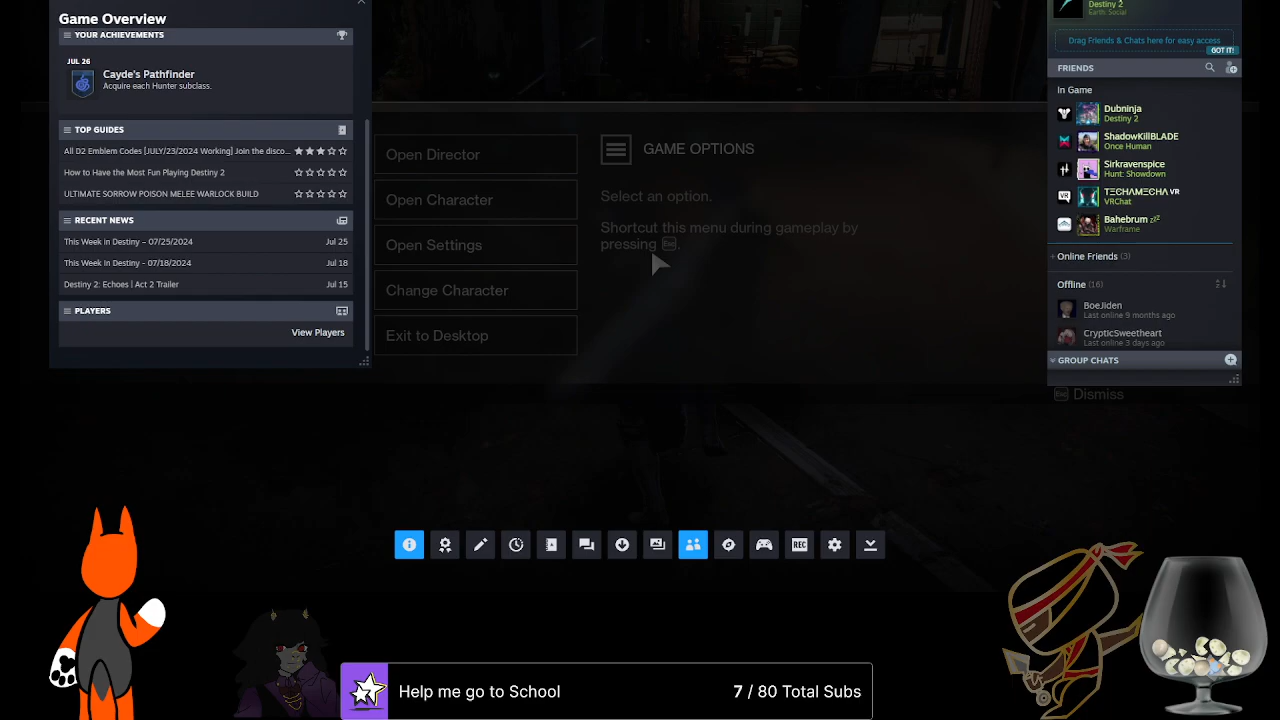 Game Overview
YOUR ACHIEVEMENTS
JUL 26
Cayde's Pathfinder
Acquire each Hunter subclass.
TOP GUIDES
All D2 Emblem Codes [JULY/23/2024 Working] Join the disco...
How to Have the Most Fun Playing Destiny 2
ULTIMATE SORROW POISON MELEE WARLOCK BUILD
RECENT NEWS
This Week in Destiny - 07/25/2024 Jul 25
This Week in Destiny - 07/18/2024 Jul 18
Destiny 2: Echoes | Act 2 Trailer Jul 15
PLAYERS
View Players
Open Director
Open Character
Open Settings
Change Character
Exit to Desktop
GAME OPTIONS
Select an option.
Shortcut this menu during gameplay by
pressing Esc.
Destiny 2
Earth: Social
Drag Friends & Chats here for easy access
GOT IT!
FRIENDS
In Game
Dubninja
Destiny 2
ShadowKillBLADE
Once Human
Sirkravenspice
Hunt: Showdown
TΞCHAMECHA VR
VRChat
Bahebrum zzz
Warframe
+ Online Friends (3)
Offline (16)
BoeJiden
Last online 9 months ago
CrypticSweetheart
Last online 3 days ago
GROUP CHATS
Esc Dismiss
REC
Help me go to School 7 / 80 Total Subs